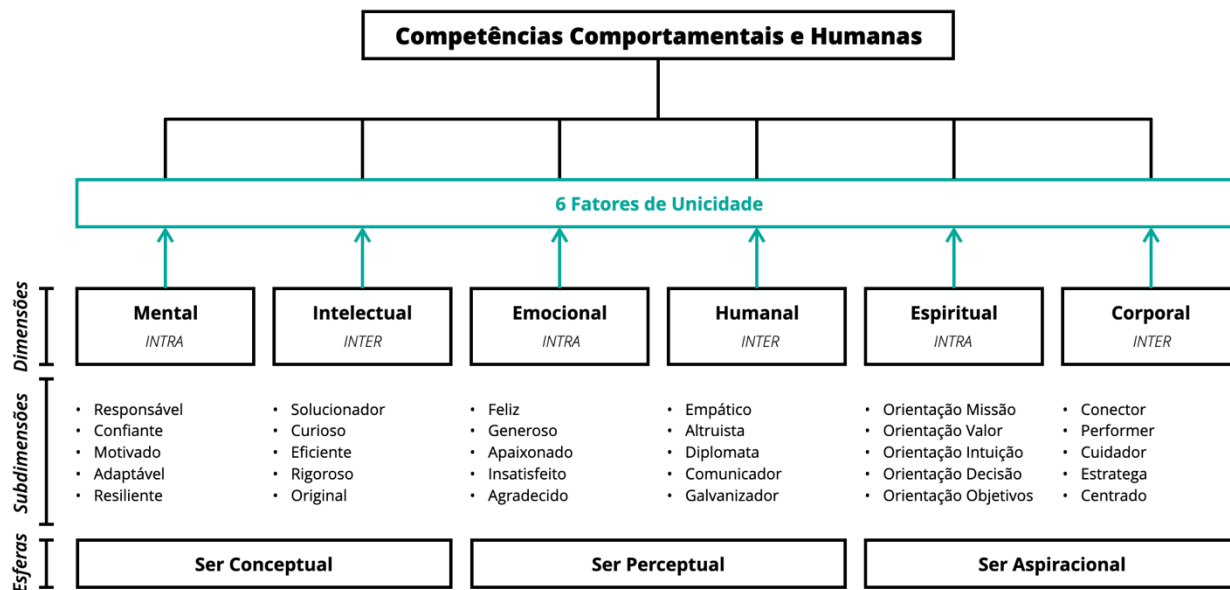 Competências Comportamentais e Humanas
6 Fatores de Unicidade
Dimensões
Mental
INTRA
Intelectual
INTER
Emocional
INTRA
Humanal
INTER
Espiritual
INTRA
Corporal
INTER
Subdimensões
• Responsável
• Confiante
• Motivado
• Adaptável
• Resiliente
• Solucionador
• Curioso
• Eficiente
• Rigoroso
• Original
• Feliz
• Generoso
• Apaixonado
• Insatisfeito
• Agradecido
• Empático
• Altruista
• Diplomata
• Comunicador
• Galvanizador
• Orientação Missão
• Orientação Valor
• Orientação Intuição
• Orientação Decisão
• Orientação Objetivos
• Conector
• Performer
• Cuidador
• Estratega
• Centrado
Esferas
Ser Conceptual
Ser Perceptual
Ser Aspiracional